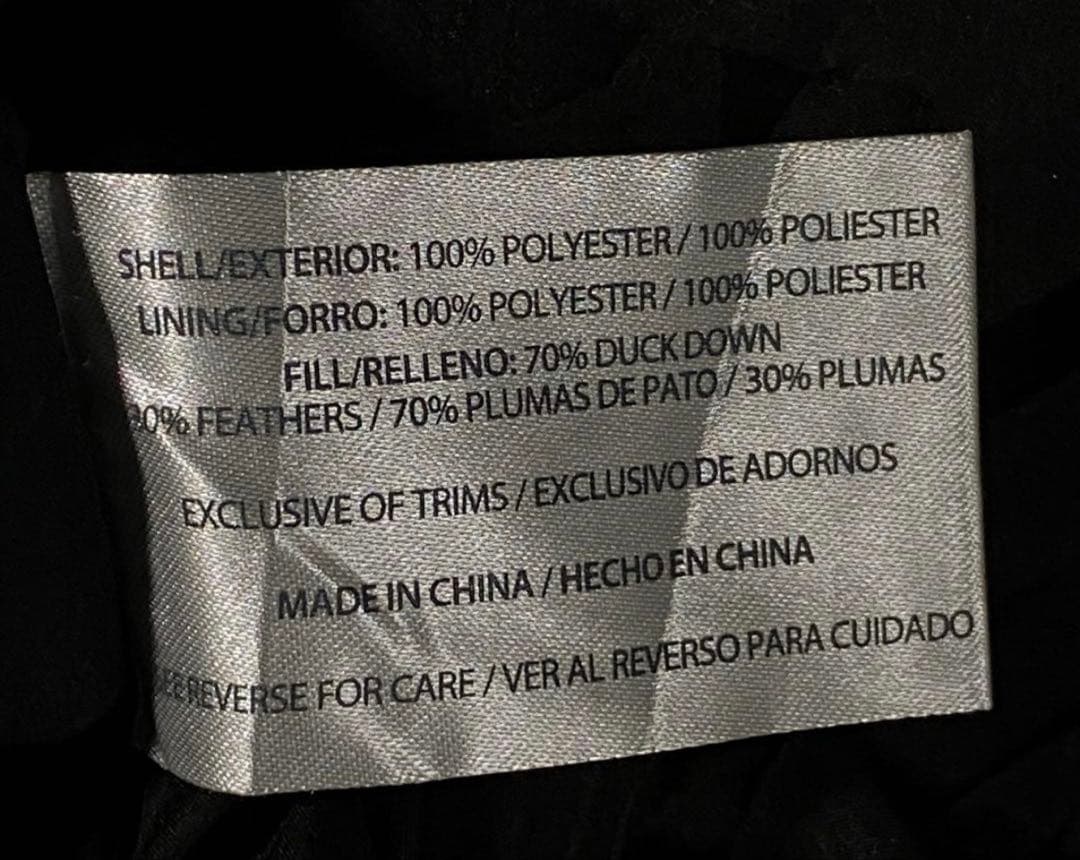 SHELL/EXTERIOR: 100% POLYESTER / 100% POLIESTER
LINING/FORRO: 100% POLYESTER / 100% POLIESTER
FILL/RELLENO: 70% DUCK DOWN
30% FEATHERS / 70% PLUMAS DE PATO / 30% PLUMAS
EXCLUSIVE OF TRIMS / EXCLUSIVO DE ADORNOS
MADE IN CHINA / HECHO EN CHINA
SEE REVERSE FOR CARE / VER AL REVERSO PARA CUIDADO